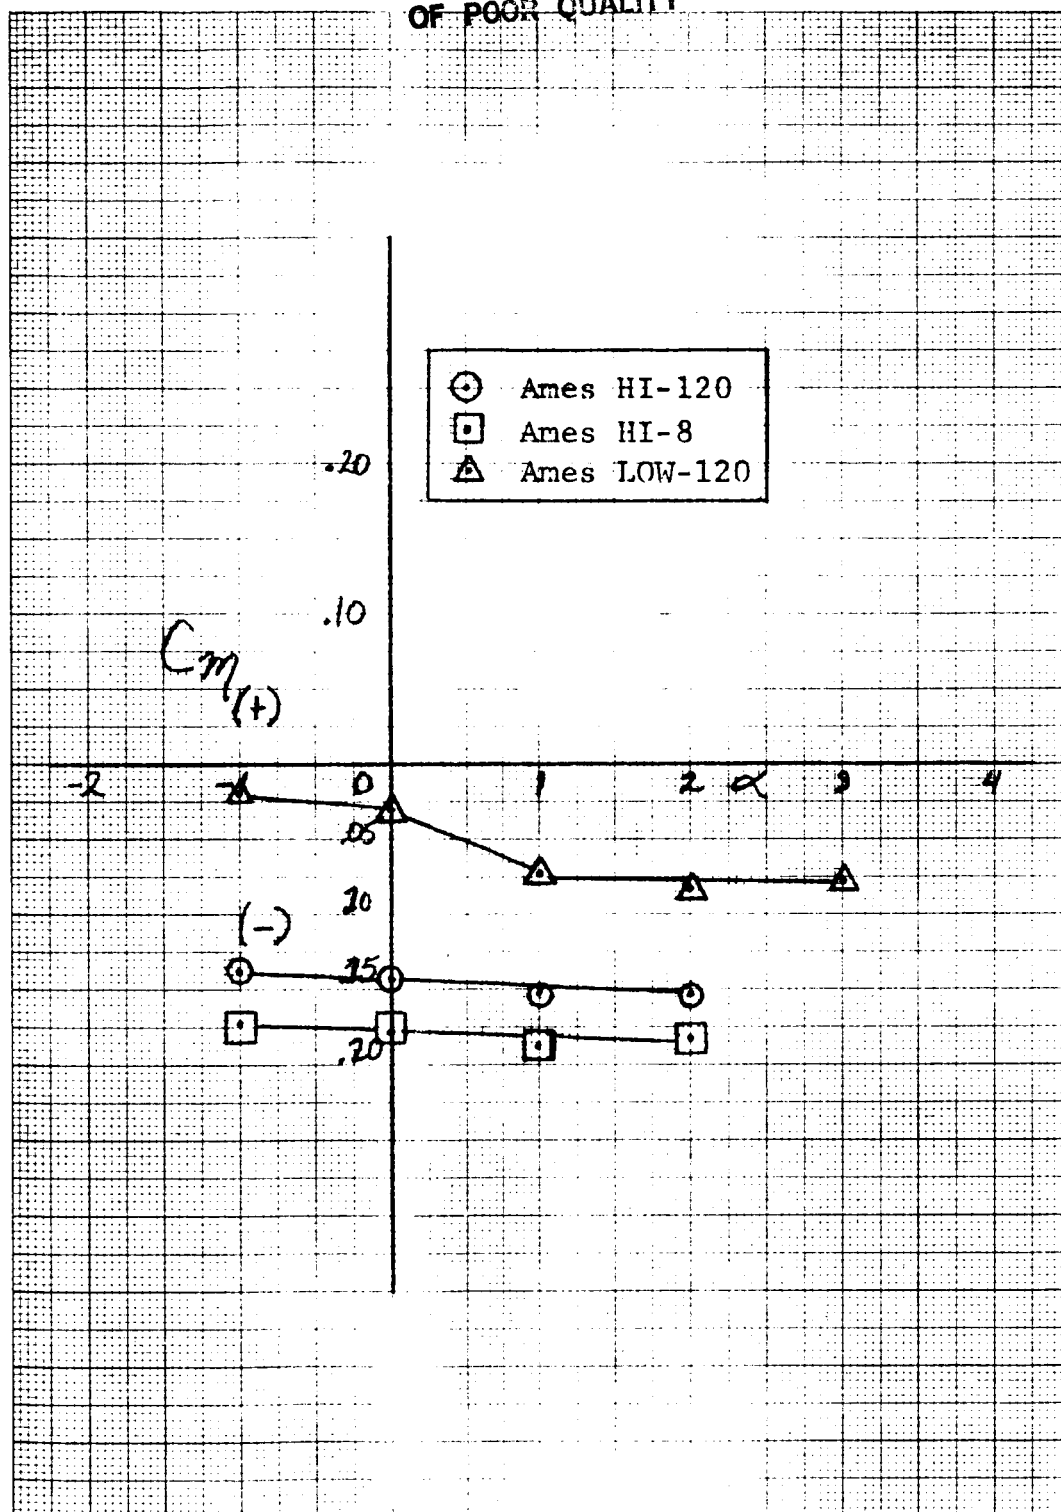 OF POOR QUALITY
Ames HI-120
Ames HI-8
Ames LOW-120
.20
.10
Cm
(+)
-2 -1 0 1 2 α 3 4
.05
.10
(-)
.15
.20